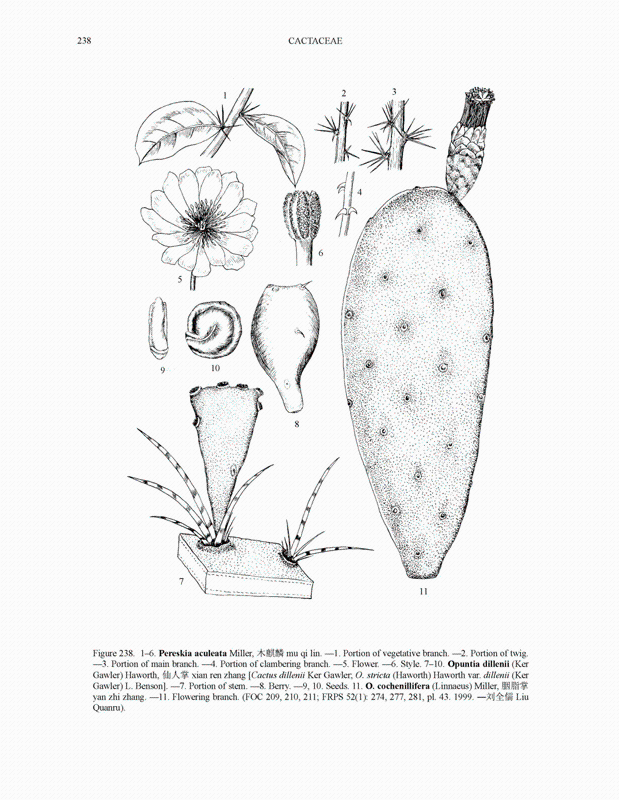 238
CACTACEAE
1
2
3
4
5
6
9
10
8
7
11
Figure 238. 1–6. Pereskia aculeata Miller, 木麒麟 mu qi lin. —1. Portion of vegetative branch. —2. Portion of twig.
—3. Portion of main branch. —4. Portion of clambering branch. —5. Flower. —6. Style. 7–10. Opuntia dillenii (Ker
Gawler) Haworth, 仙人掌 xian ren zhang [Cactus dillenii Ker Gawler; O. stricta (Haworth) Haworth var. dillenii (Ker
Gawler) L. Benson]. —7. Portion of stem. —8. Berry. —9, 10. Seeds. 11. O. cochenillifera (Linnaeus) Miller, 胭脂掌
yan zhi zhang. —11. Flowering branch. (FOC 209, 210, 211; FRPS 52(1): 274, 277, 281, pl. 43. 1999. —刘全儒 Liu
Quanru).